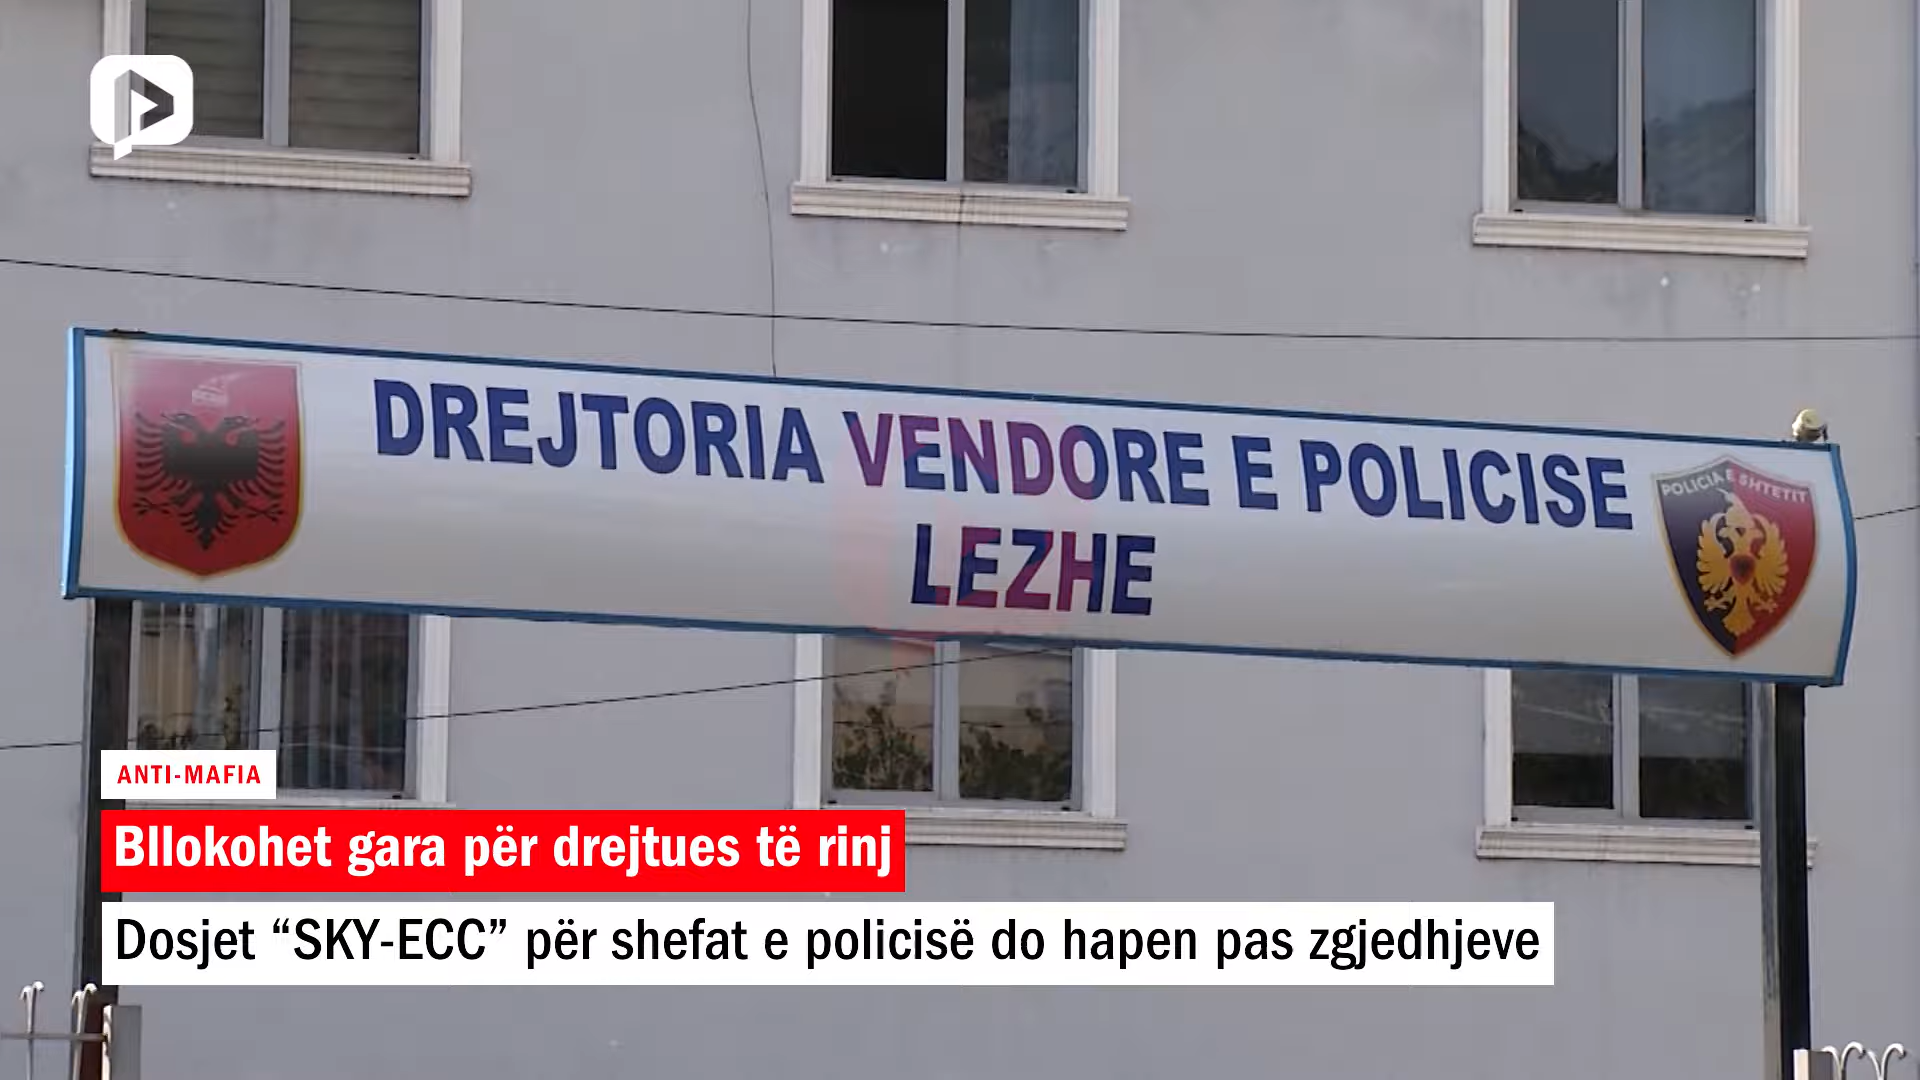 DREJTORIA VENDORE E POLICISE
LEZHE
POLICIA E SHTETIT
ANTI-MAFIA
Bllokohet gara për drejtues të rinj
Dosjet “SKY-ECC” për shefat e policisë do hapen pas zgjedhjeve